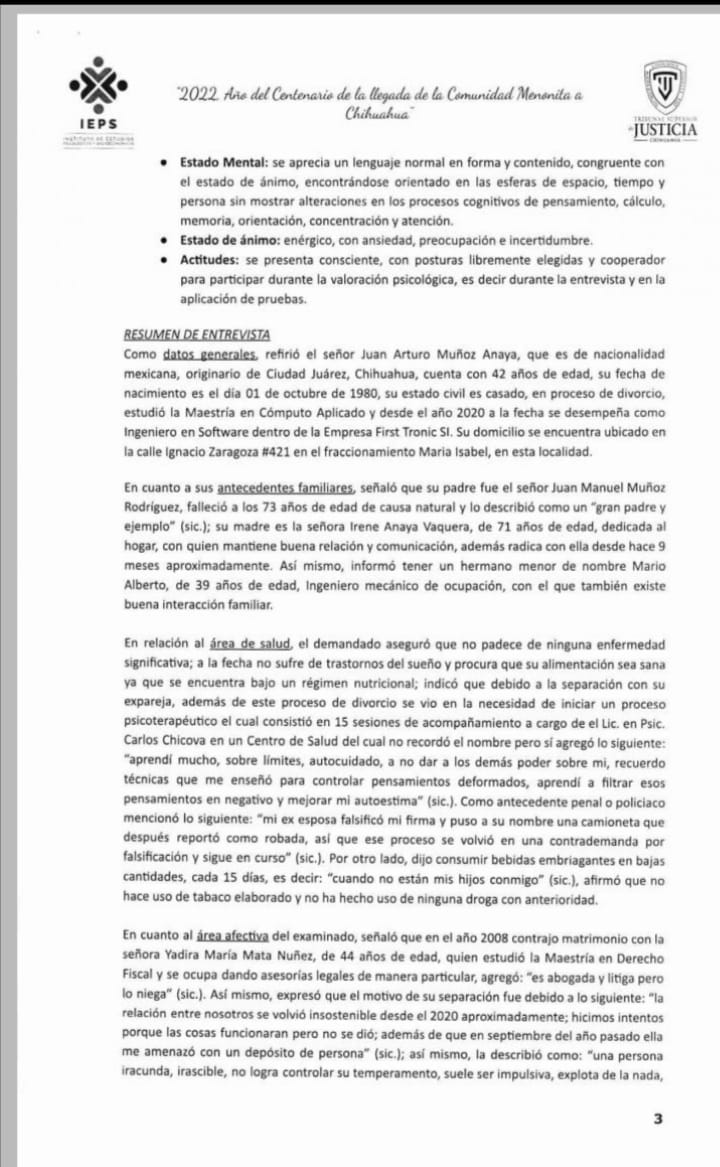 IEPS
"2022, Año del Centenario de la llegada de la Comunidad Menonita a
Chihuahua"
TRIBUNAL SUPERIOR
JUSTICIA
CHIHUAHUA
• Estado Mental: se aprecia un lenguaje normal en forma y contenido, congruente con
el estado de ánimo, encontrándose orientado en las esferas de espacio, tiempo y
persona sin mostrar alteraciones en los procesos cognitivos de pensamiento, cálculo,
memoria, orientación, concentración y atención.
• Estado de ánimo: enérgico, con ansiedad, preocupación e incertidumbre.
• Actitudes: se presenta consciente, con posturas libremente elegidas y cooperador
para participar durante la valoración psicológica, es decir durante la entrevista y en la
aplicación de pruebas.
RESUMEN DE ENTREVISTA
Como datos generales, refirió el señor Juan Arturo Muñoz Anaya, que es de nacionalidad
mexicana, originario de Ciudad Juárez, Chihuahua, cuenta con 42 años de edad, su fecha de
nacimiento es el día 01 de octubre de 1980, su estado civil es casado, en proceso de divorcio,
estudió la Maestría en Cómputo Aplicado y desde el año 2020 a la fecha se desempeña como
Ingeniero en Software dentro de la Empresa First Tronic SI. Su domicilio se encuentra ubicado en
la calle Ignacio Zaragoza #421 en el fraccionamiento Maria Isabel, en esta localidad.
En cuanto a sus antecedentes familiares, señaló que su padre fue el señor Juan Manuel Muñoz
Rodríguez, falleció a los 73 años de edad de causa natural y lo describió como un "gran padre y
ejemplo" (sic.); su madre es la señora Irene Anaya Vaquera, de 71 años de edad, dedicada al
hogar, con quien mantiene buena relación y comunicación, además radica con ella desde hace 9
meses aproximadamente. Así mismo, informó tener un hermano menor de nombre Mario
Alberto, de 39 años de edad, Ingeniero mecánico de ocupación, con el que también existe
buena interacción familiar.
En relación al área de salud, el demandado aseguró que no padece de ninguna enfermedad
significativa; a la fecha no sufre de trastornos del sueño y procura que su alimentación sea sana
ya que se encuentra bajo un régimen nutricional; indicó que debido a la separación con su
expareja, además de este proceso de divorcio se vio en la necesidad de iniciar un proceso
psicoterapéutico el cual consistió en 15 sesiones de acompañamiento a cargo de el Lic. en Psic.
Carlos Chicova en un Centro de Salud del cual no recordó el nombre pero sí agregó lo siguiente:
"aprendí mucho, sobre límites, autocuidado, a no dar a los demás poder sobre mi, recuerdo
técnicas que me enseñó para controlar pensamientos deformados, aprendí a filtrar esos
pensamientos en negativo y mejorar mi autoestima" (sic.). Como antecedente penal o policiaco
mencionó lo siguiente: "mi ex esposa falsificó mi firma y puso a su nombre una camioneta que
después reportó como robada, así que ese proceso se volvió en una contrademanda por
falsificación y sigue en curso" (sic.). Por otro lado, dijo consumir bebidas embriagantes en bajas
cantidades, cada 15 días, es decir: "cuando no están mis hijos conmigo" (sic.), afirmó que no
hace uso de tabaco elaborado y no ha hecho uso de ninguna droga con anterioridad.
En cuanto al área afectiva del examinado, señaló que en el año 2008 contrajo matrimonio con la
señora Yadira María Mata Nuñez, de 44 años de edad, quien estudió la Maestría en Derecho
Fiscal y se ocupa dando asesorías legales de manera particular, agregó: "es abogada y litiga pero
lo niega" (sic.). Así mismo, expresó que el motivo de su separación fue debido a lo siguiente: "la
relación entre nosotros se volvió insostenible desde el 2020 aproximadamente; hicimos intentos
porque las cosas funcionaran pero no se dió; además de que en septiembre del año pasado ella
me amenazó con un depósito de persona" (sic.); así mismo, la describió como: "una persona
iracunda, irascible, no logra controlar su temperamento, suele ser impulsiva, explota de la nada,
3